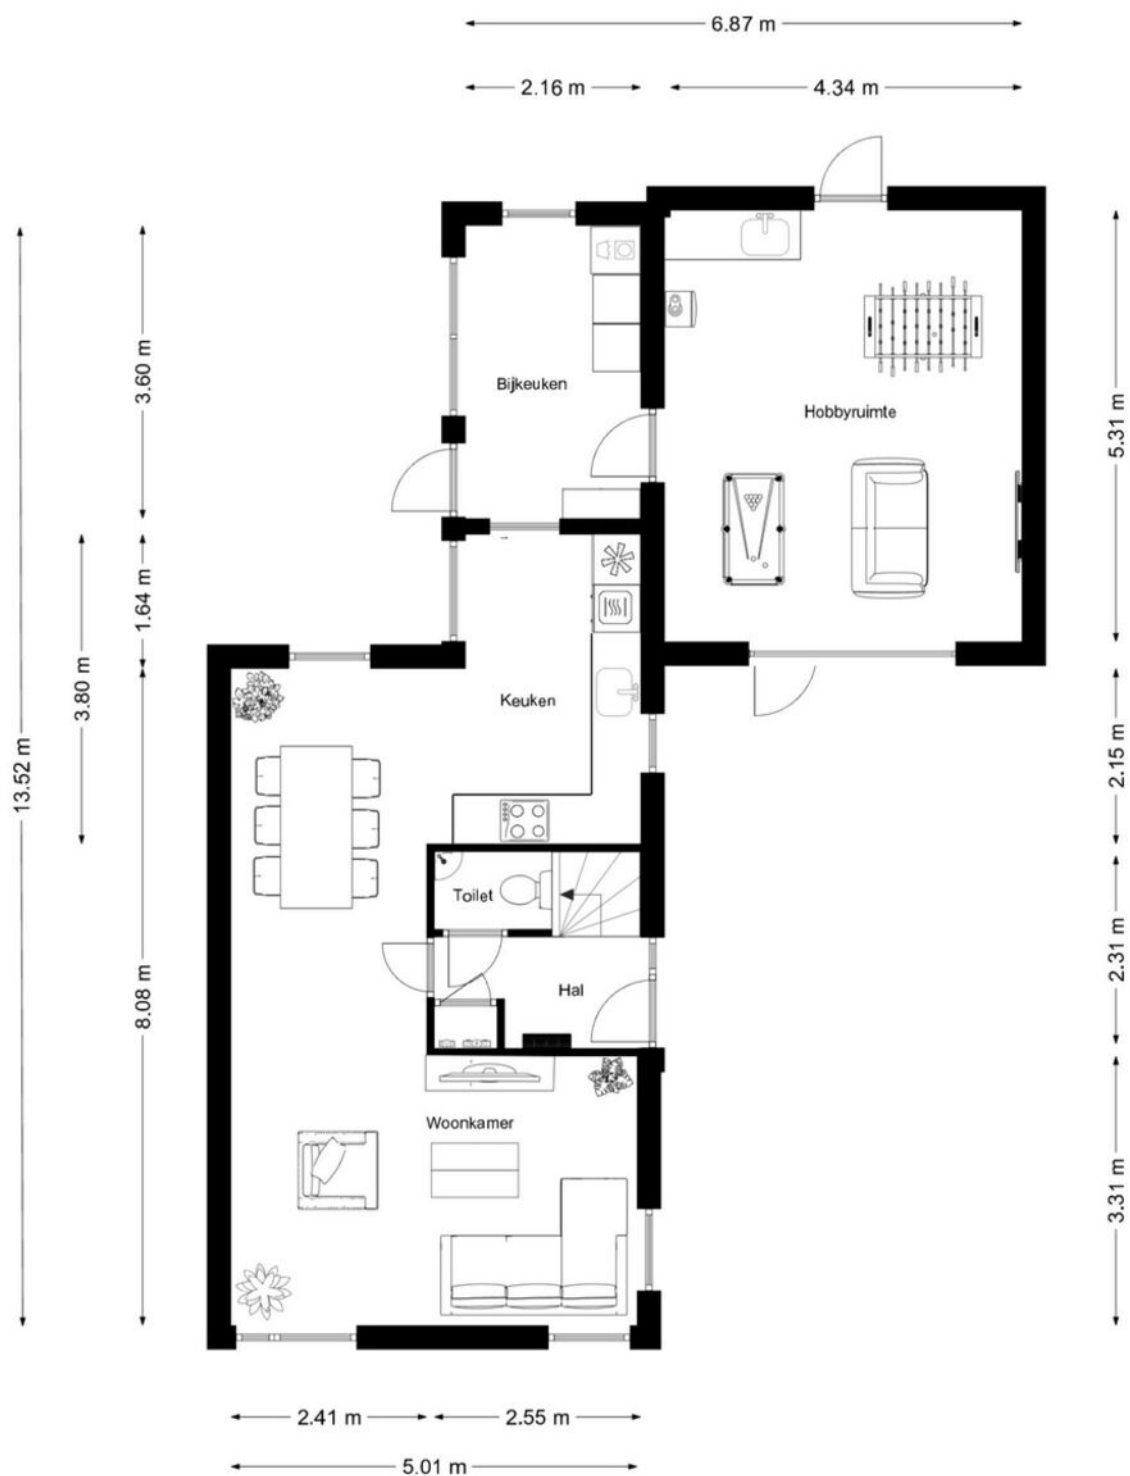 6.87 m
2.16 m
4.34 m
3.60 m
5.31 m
Bijkeuken
Hobbyruimte
1.64 m
3.80 m
Keuken
13.52 m
2.15 m
Toilet
2.31 m
Hal
8.08 m
Woonkamer
3.31 m
2.41 m
2.55 m
5.01 m